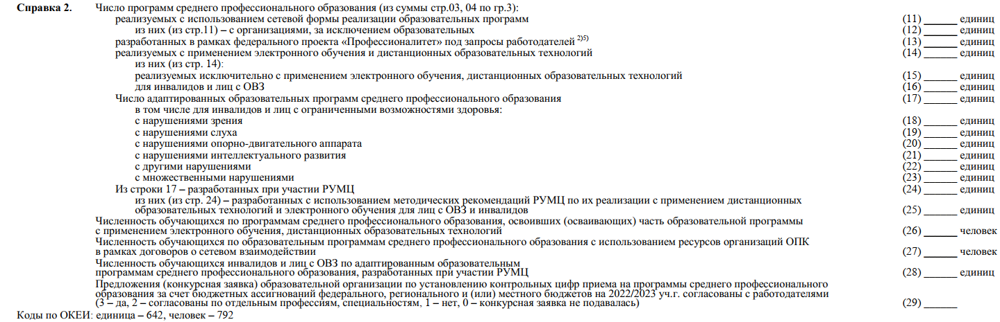 Справка 2. Число программ среднего профессионального образования (из суммы стр.03, 04 по гр.3):
реализуемых с использованием сетевой формы реализации образовательных программ (11) ______ единиц
из них (из стр.11) – с организациями, за исключением образовательных (12) ______ единиц
разработанных в рамках федерального проекта «Профессионалитет» под запросы работодателей 2)5) (13) ______ единиц
реализуемых с применением электронного обучения и дистанционных образовательных технологий (14) ______ единиц
из них (из стр. 14):
реализуемых исключительно с применением электронного обучения, дистанционных образовательных технологий (15) ______ единиц
для инвалидов и лиц с ОВЗ (16) ______ единиц
Число адаптированных образовательных программ среднего профессионального образования (17) ______ единиц
в том числе для инвалидов и лиц с ограниченными возможностями здоровья:
с нарушениями зрения (18) ______ единиц
с нарушениями слуха (19) ______ единиц
с нарушениями опорно-двигательного аппарата (20) ______ единиц
с нарушениями интеллектуального развития (21) ______ единиц
с другими нарушениями (22) ______ единиц
с множественными нарушениями (23) ______ единиц
Из строки 17 – разработанных при участии РУМЦ (24) ______ единиц
из них (из стр. 24) – разработанных с использованием методических рекомендаций РУМЦ по их реализации с применением дистанционных
образовательных технологий и электронного обучения для лиц с ОВЗ и инвалидов (25) ______ единиц
Численность обучающихся по программам среднего профессионального образования, освоивших (осваивающих) часть образовательной программы
с применением электронного обучения, дистанционных образовательных технологий (26) ______ человек
Численность обучающихся по образовательным программам среднего профессионального образования с использованием ресурсов организаций ОПК
в рамках договоров о сетевом взаимодействии (27) ______ человек
Численность обучающихся инвалидов и лиц с ОВЗ по адаптированным образовательным
программам среднего профессионального образования, разработанных при участии РУМЦ (28) ______ единиц
Предложения (конкурсная заявка) образовательной организации по установлению контрольных цифр приема на программы среднего профессионального
образования за счет бюджетных ассигнований федерального, регионального и (или) местного бюджетов на 2022/2023 уч.г. согласованы с работодателями
(3 – да, 2 – согласованы по отдельным профессиям, специальностям, 1 – нет, 0 – конкурсная заявка не подавалась) (29) ______
Коды по ОКЕИ: единица – 642, человек – 792